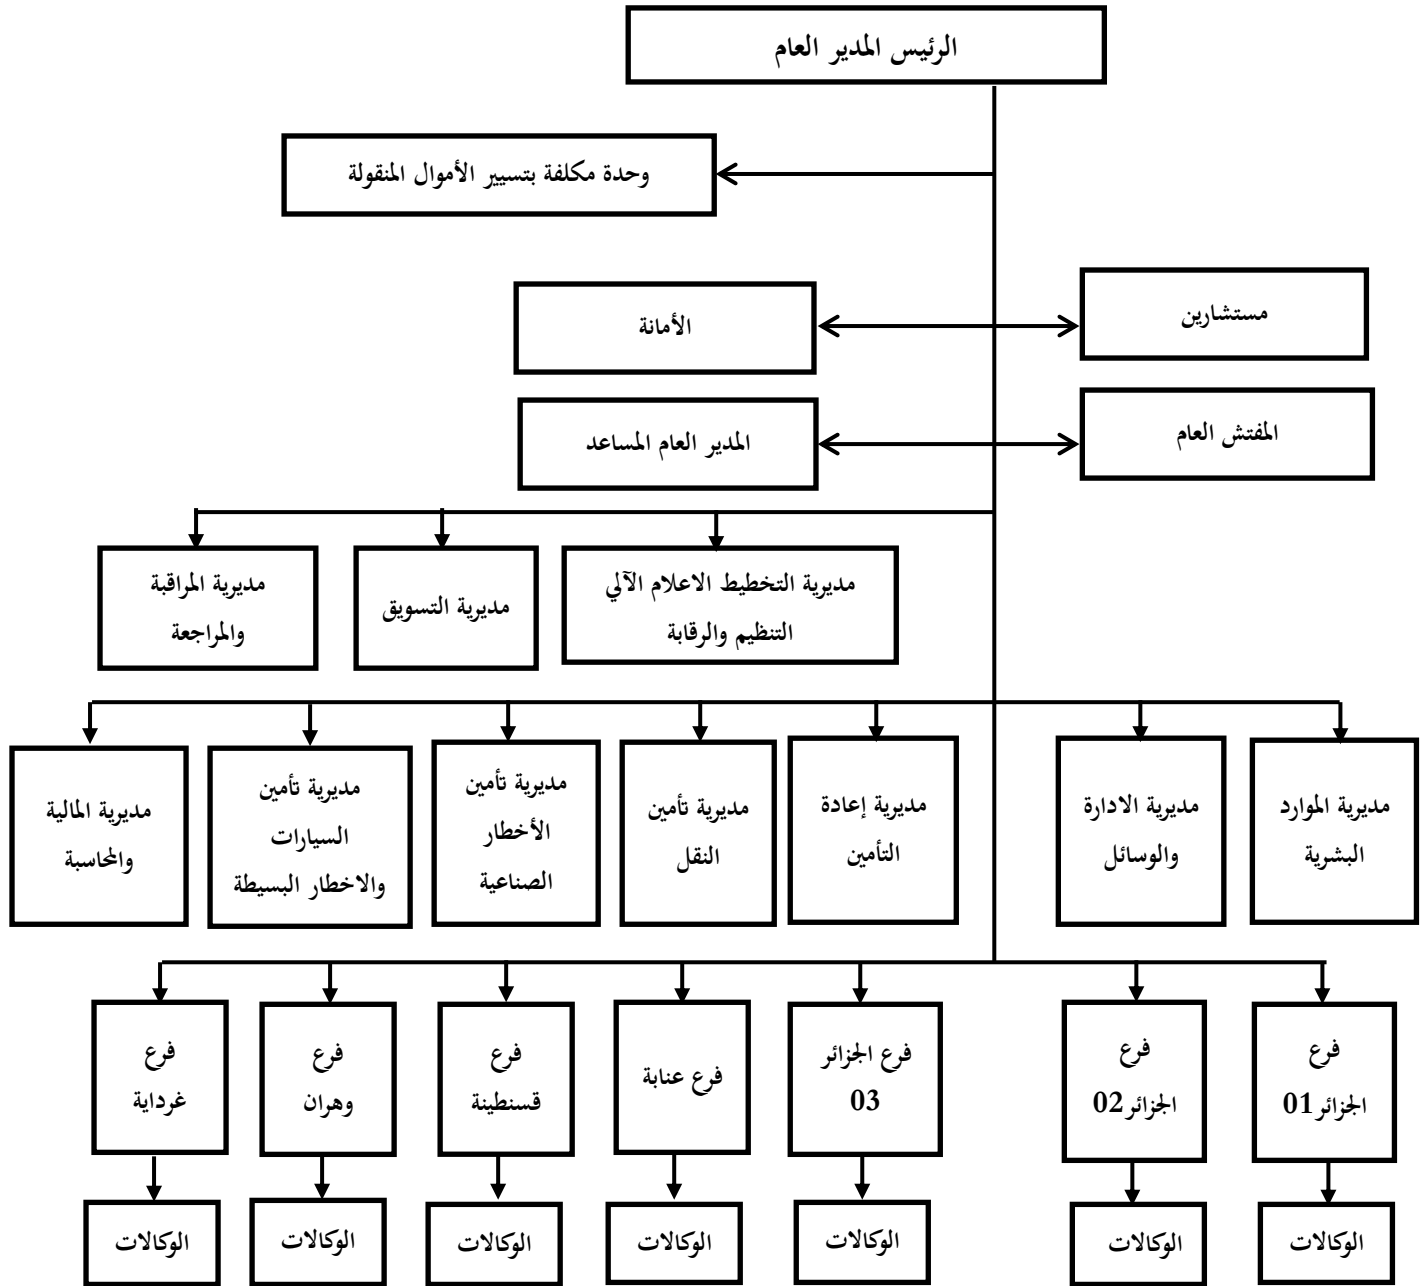 الرئيس المدير العام
وحدة مكلفة بتسيير الأموال المنقولة
مستشارين
الأمانة
المفتش العام
المدير العام المساعد
مديرية التخطيط الاعلام الآلي
التنظيم والرقابة
مديرية التسويق
مديرية المراقبة
والمراجعة
مديرية الموارد
البشرية
مديرية الادارة
والوسائل
مديرية إعادة
التأمين
مديرية تأمين
النقل
مديرية تأمين
الأخطار
الصناعية
مديرية تأمين
السيارات
والاخطار البسيطة
مديرية المالية
والمحاسبة
فرع
الجزائر01
فرع
الجزائر02
فرع الجزائر
03
فرع عنابة
فرع
قسنطينة
فرع
وهران
فرع
غرداية
الوكالات
الوكالات
الوكالات
الوكالات
الوكالات
الوكالات
الوكالات